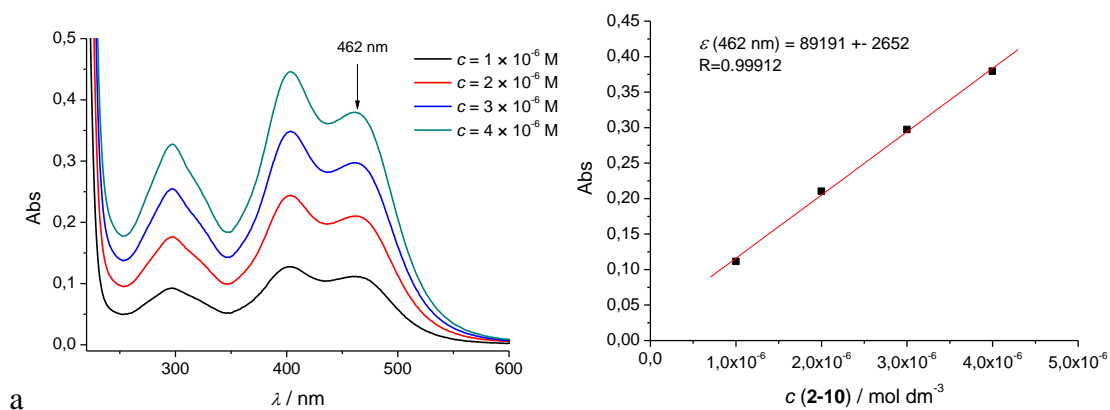 0,5
0,4
0,3
0,2
0,1
0,0
Abs
300
400
500
600
λ / nm
462 nm
c = 1 × 10⁻⁶ M
c = 2 × 10⁻⁶ M
c = 3 × 10⁻⁶ M
c = 4 × 10⁻⁶ M
a
0,45
0,40
0,35
0,30
0,25
0,20
0,15
0,10
0,05
0,00
Abs
ε (462 nm) = 89191 +- 2652
R=0.99912
0,0
1,0x10⁻⁶
2,0x10⁻⁶
3,0x10⁻⁶
4,0x10⁻⁶
5,0x10⁻⁶
c (2-10) / mol dm⁻³